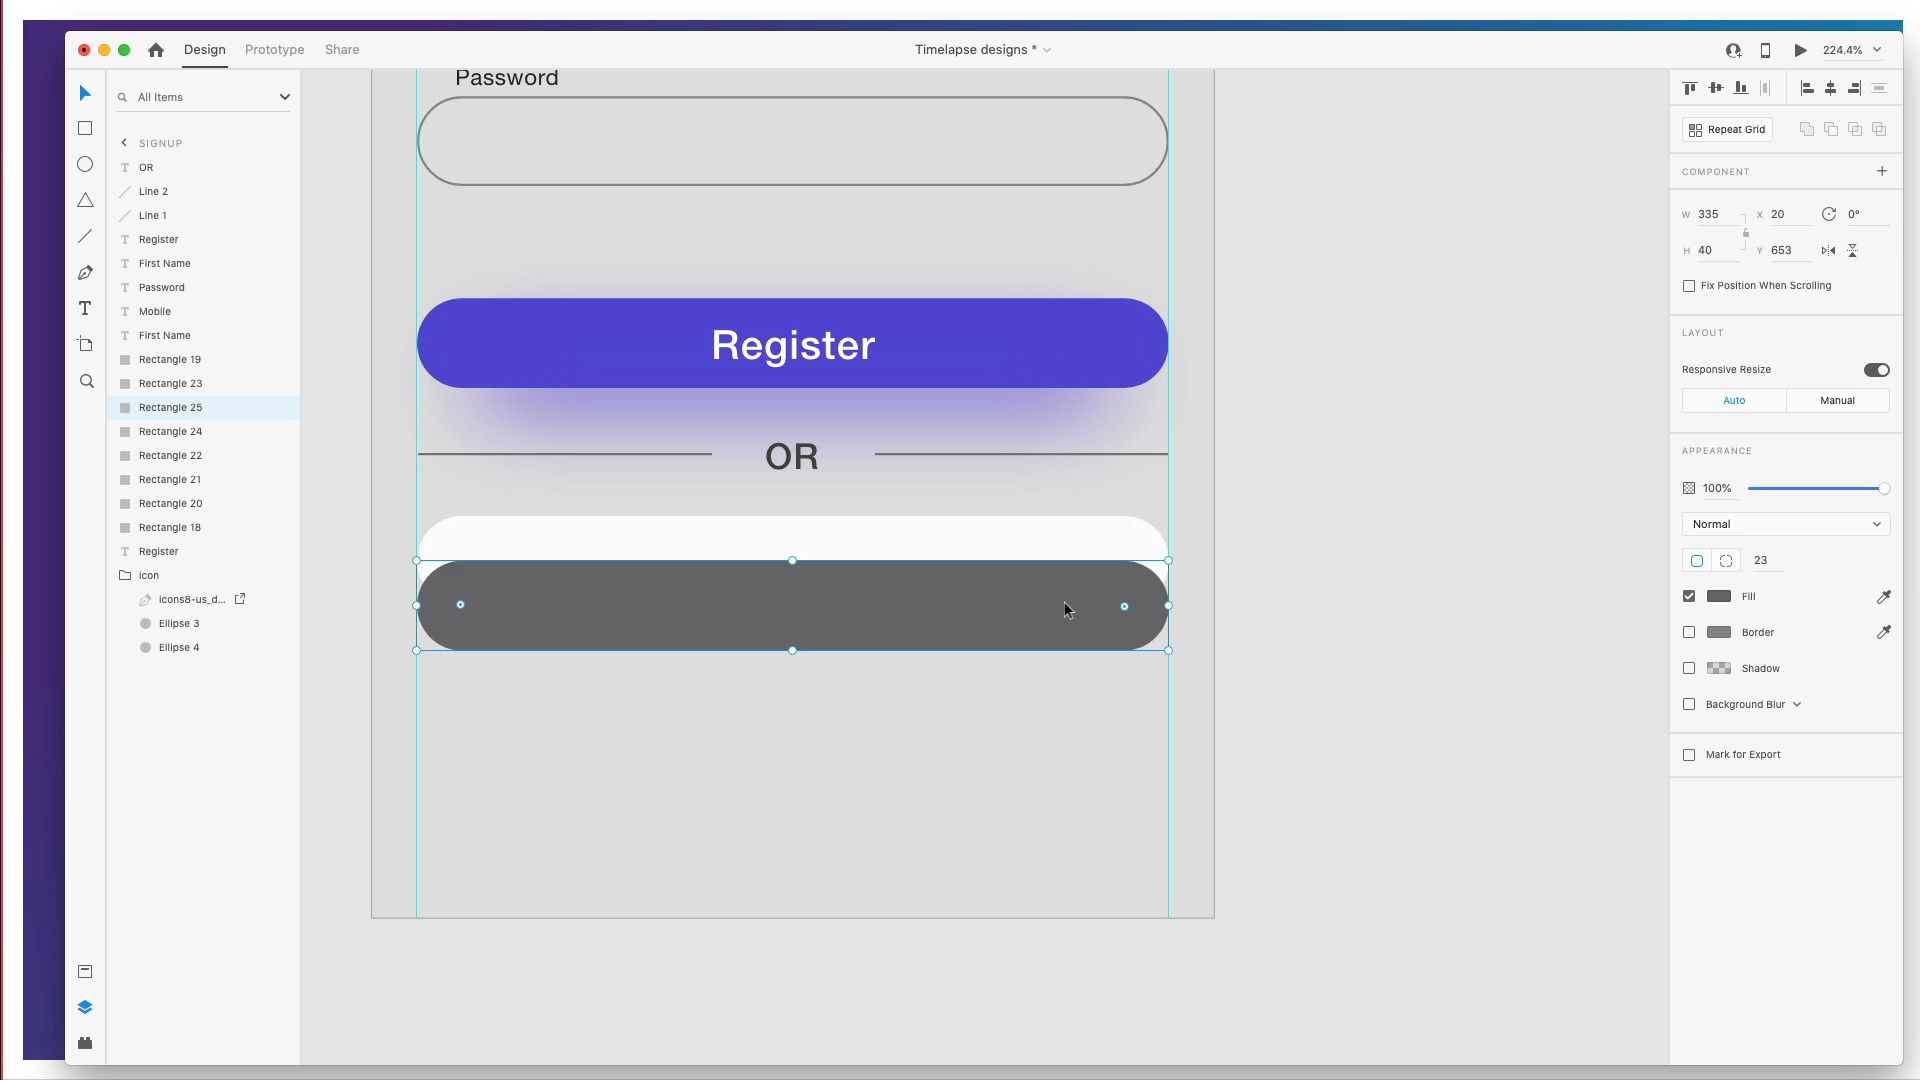 Design Prototype Share Timelapse designs * 224.4%
All Items
SIGNUP
OR
Line 2
Line 1
Register
First Name
Password
Mobile
First Name
Rectangle 19
Rectangle 23
Rectangle 25
Rectangle 24
Rectangle 22
Rectangle 21
Rectangle 20
Rectangle 18
Register
icon
icons8-us_d...
Ellipse 3
Ellipse 4
Password
Register
OR
Repeat Grid
COMPONENT
W 335 X 20 0°
H 40 Y 653
Fix Position When Scrolling
LAYOUT
Responsive Resize
Auto Manual
APPEARANCE
100%
Normal
23
Fill
Border
Shadow
Background Blur
Mark for Export